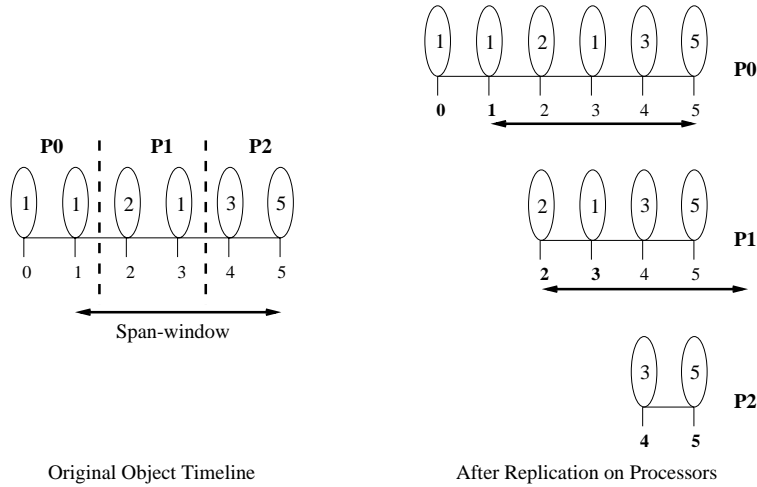 P0 P1 P2
1 1 2 1 3 5
0 1 2 3 4 5
Span-window
Original Object Timeline
1 1 2 1 3 5
P0
0 1 2 3 4 5
2 1 3 5
P1
2 3 4 5
3 5
P2
4 5
After Replication on Processors